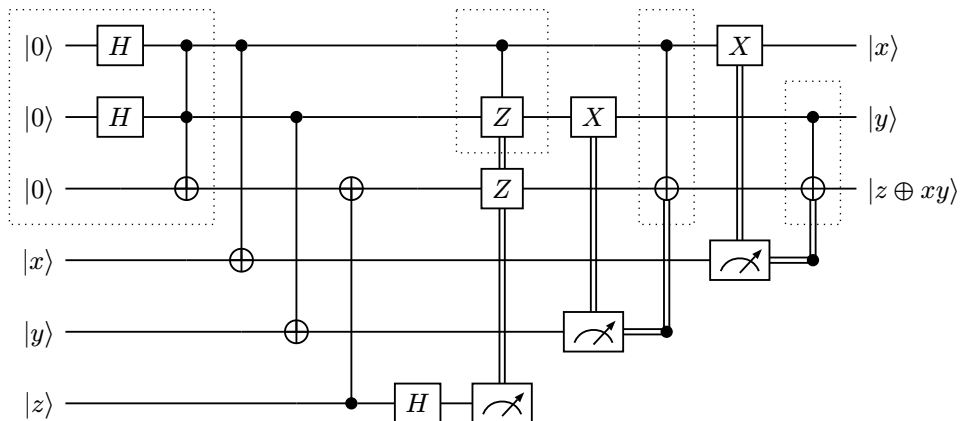 |0⟩ H X |x⟩
|0⟩ H Z X |y⟩
|0⟩ Z |z ⊕ xy⟩
|x⟩
|y⟩
|z⟩ H